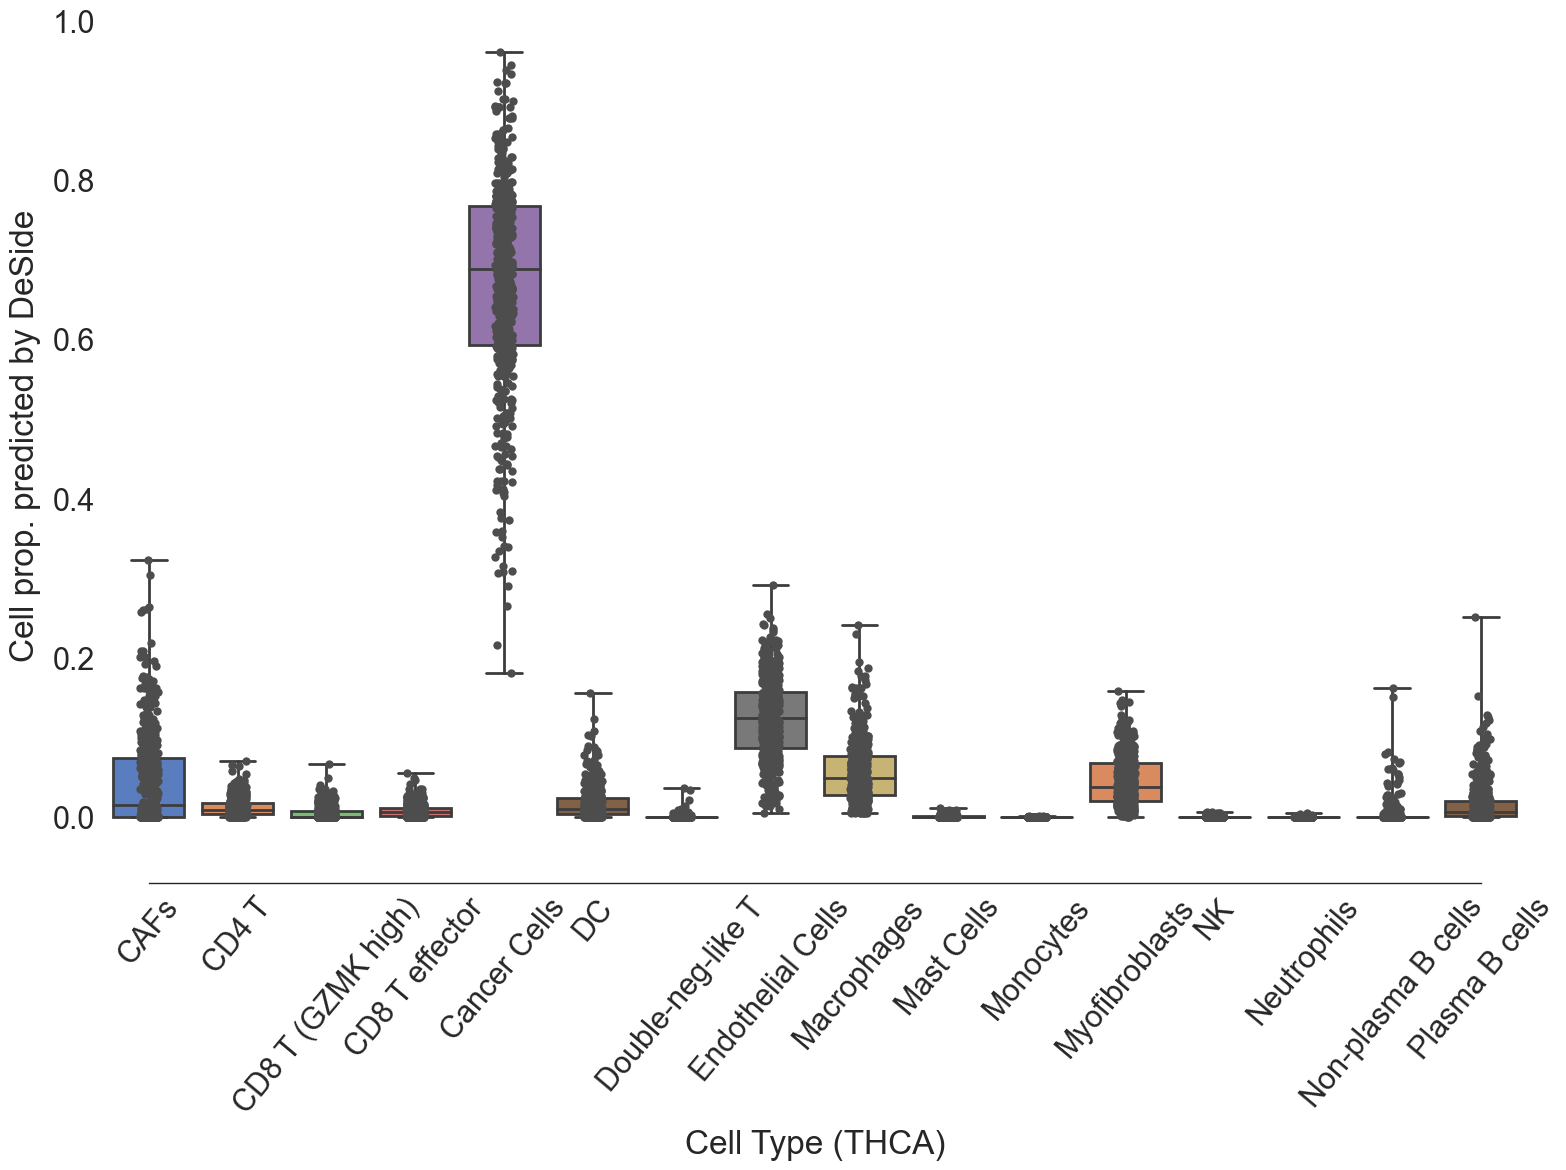 Cell prop. predicted by DeSide
1.0
0.8
0.6
0.4
0.2
0.0
CAFs
CD4 T
CD8 T (GZMK high)
CD8 T effector
Cancer Cells
DC
Double-neg-like T
Endothelial Cells
Macrophages
Mast Cells
Monocytes
Myofibroblasts
NK
Neutrophils
Non-plasma B cells
Plasma B cells
Cell Type (THCA)